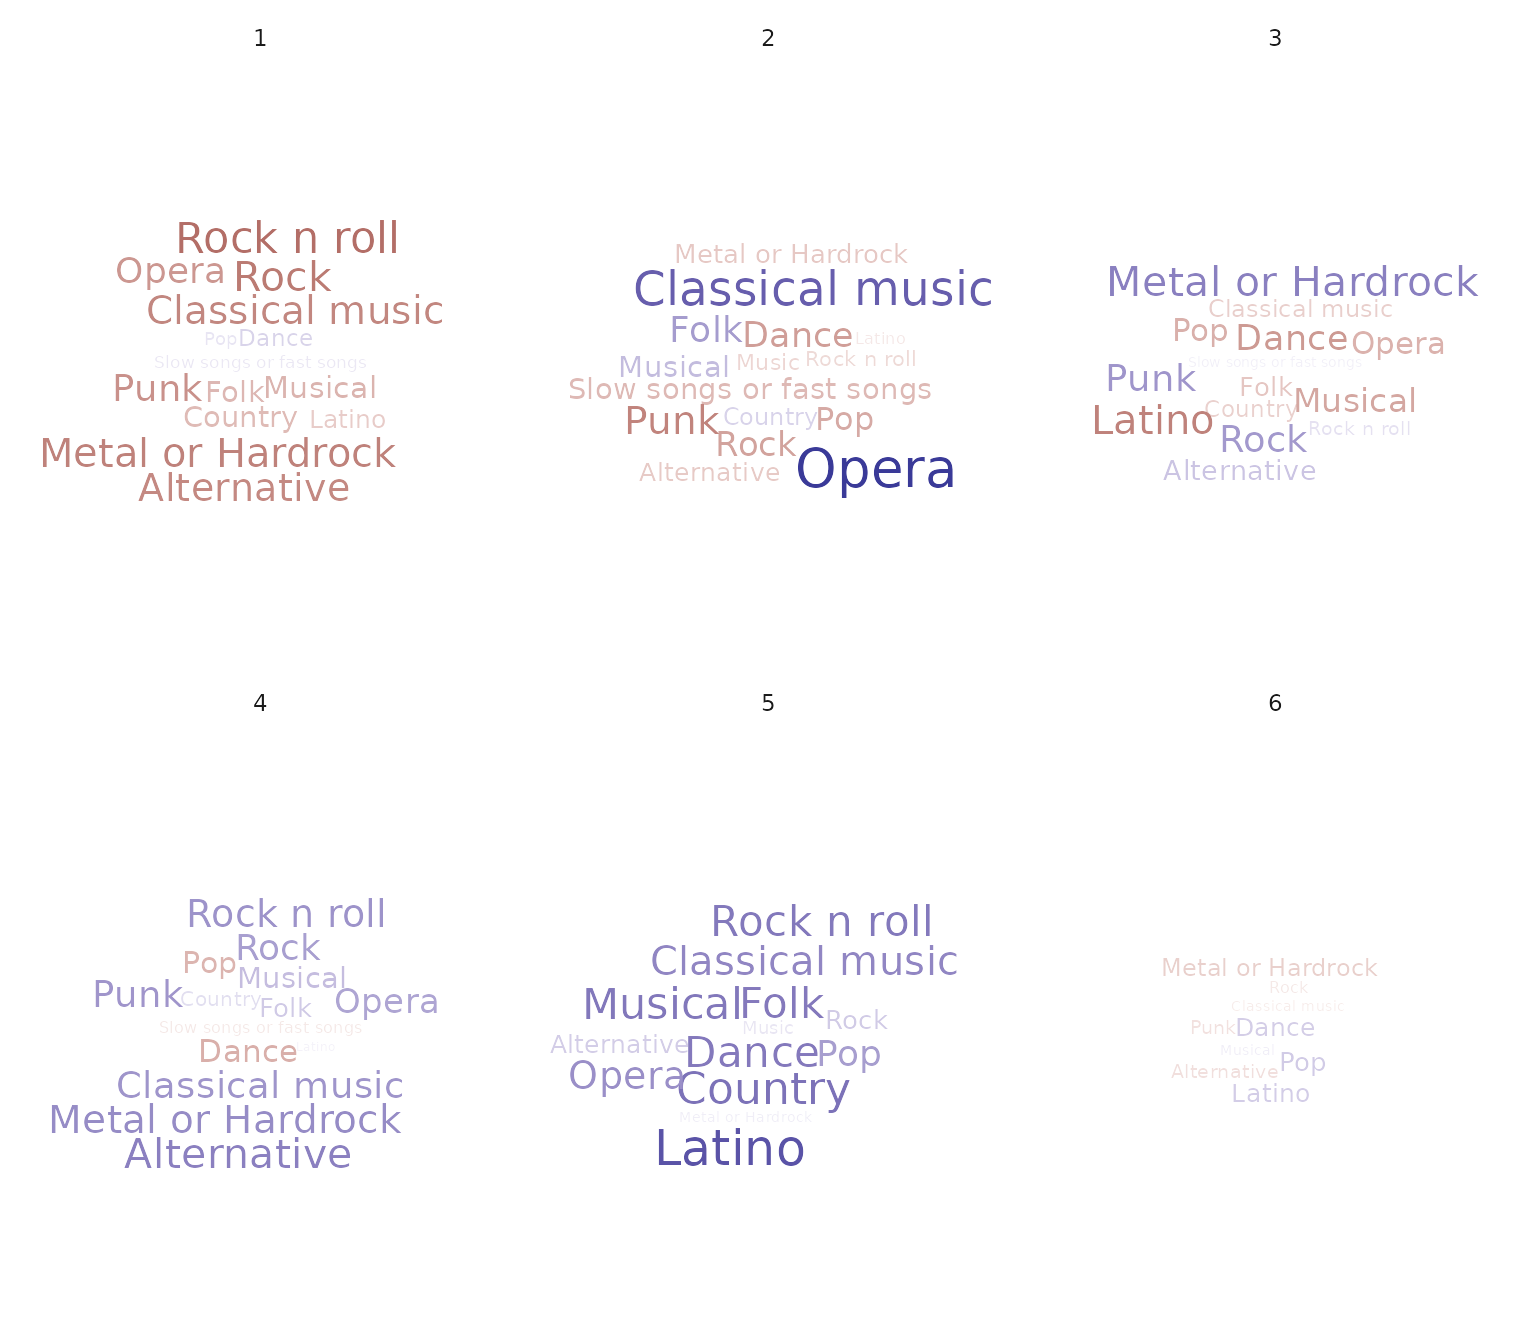 1
Rock n roll
Opera Rock
Classical music
Pop Dance
Slow songs or fast songs
Punk Folk Musical
Country Latino
Metal or Hardrock
Alternative
2
Metal or Hardrock
Classical music
Folk Dance Latino
Musical Music Rock n roll
Slow songs or fast songs
Punk Country Pop
Rock
Alternative Opera
3
Metal or Hardrock
Classical music
Pop Dance Opera
Slow songs or fast songs
Punk Folk Musical
Latino Country
Rock Rock n roll
Alternative
4
Rock n roll
Rock
Pop Musical
Punk Country Folk Opera
Slow songs or fast songs
Dance Latino
Classical music
Metal or Hardrock
Alternative
5
Rock n roll
Classical music
Musical Folk
Music Rock
Alternative Dance Pop
Opera Country
Metal or Hardrock
Latino
6
Metal or Hardrock
Rock
Classical music
Punk Dance
Musical
Alternative Pop
Latino